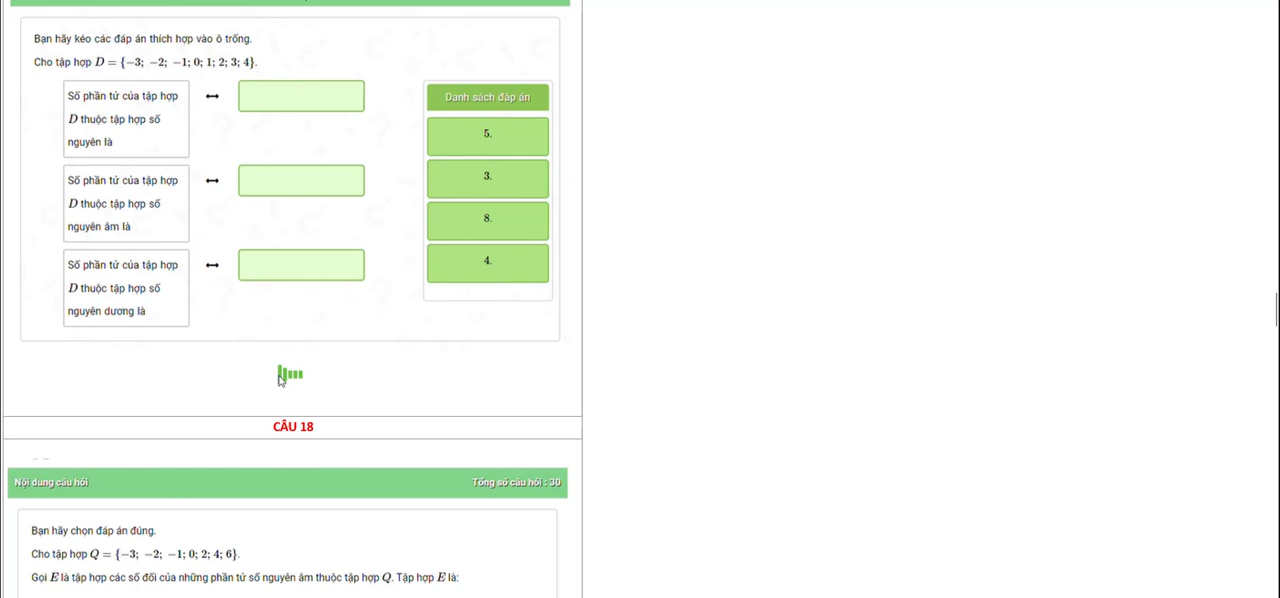 Bạn hãy kéo các đáp án thích hợp vào ô trống.
Cho tập hợp D = {−3; −2; −1; 0; 1; 2; 3; 4}.
Số phần tử của tập hợp
D thuộc tập hợp số
nguyên là
Danh sách đáp án
5.
3.
8.
4.
Số phần tử của tập hợp
D thuộc tập hợp số
nguyên âm là
Số phần tử của tập hợp
D thuộc tập hợp số
nguyên dương là
CÂU 18
Nội dung câu hỏi
Tổng số câu hỏi : 30
Bạn hãy chọn đáp án đúng.
Cho tập hợp Q = {−3; −2; −1; 0; 2; 4; 6}.
Gọi E là tập hợp các số đối của những phần tử số nguyên âm thuộc tập hợp Q. Tập hợp E là: